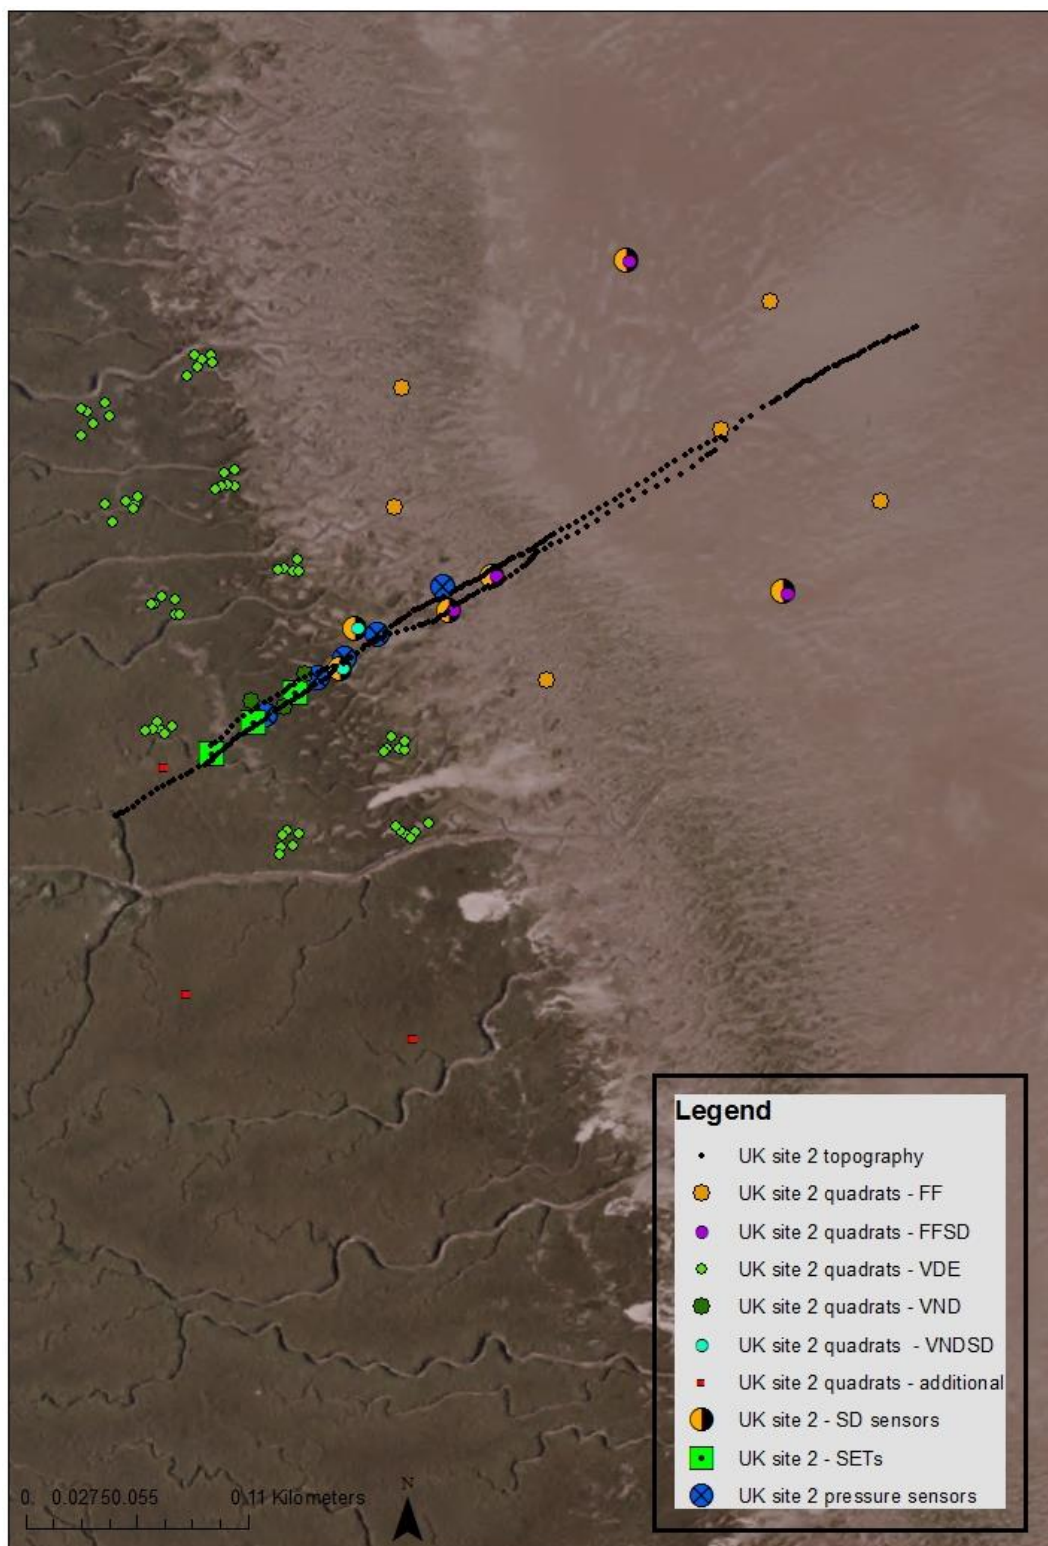 Legend
UK site 2 topography
UK site 2 quadrats - FF
UK site 2 quadrats - FFSD
UK site 2 quadrats - VDE
UK site 2 quadrats - VND
UK site 2 quadrats - VNDSD
UK site 2 quadrats - additional
UK site 2 - SD sensors
UK site 2 - SETs
UK site 2 pressure sensors
N
0. 0.02750.055 0.11 Kilometers